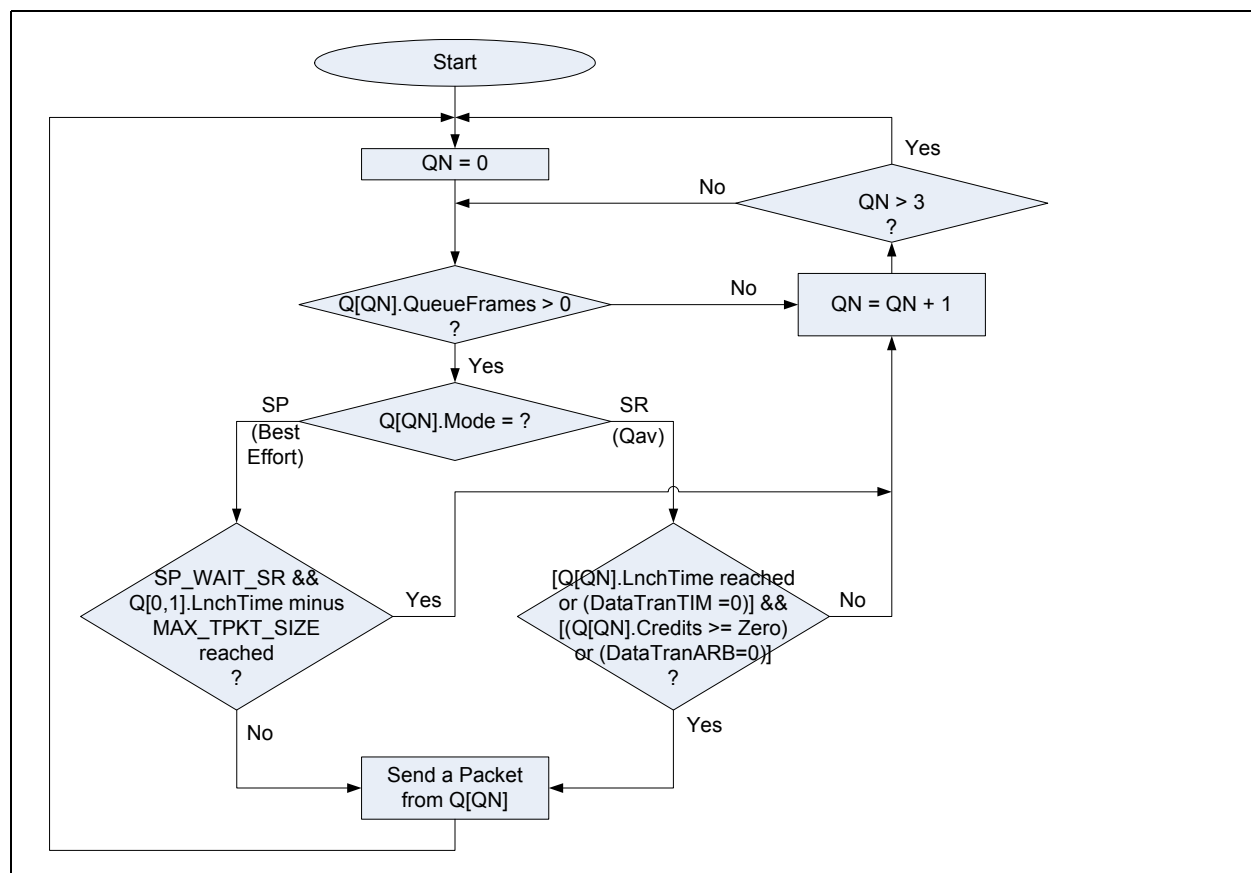 Start
QN = 0
Yes
No
QN > 3
?
Q[QN].QueueFrames > 0
?
No
QN = QN + 1
Yes
SP
(Best
Effort)
Q[QN].Mode = ?
SR
(Qav)
SP_WAIT_SR &&
Q[0,1].LnchTime minus
MAX_TPKT_SIZE
reached
?
Yes
[Q[QN].LnchTime reached
or (DataTranTIM =0)] &&
[(Q[QN].Credits >= Zero)
or (DataTranARB=0)]
?
No
No
Yes
Send a Packet
from Q[QN]